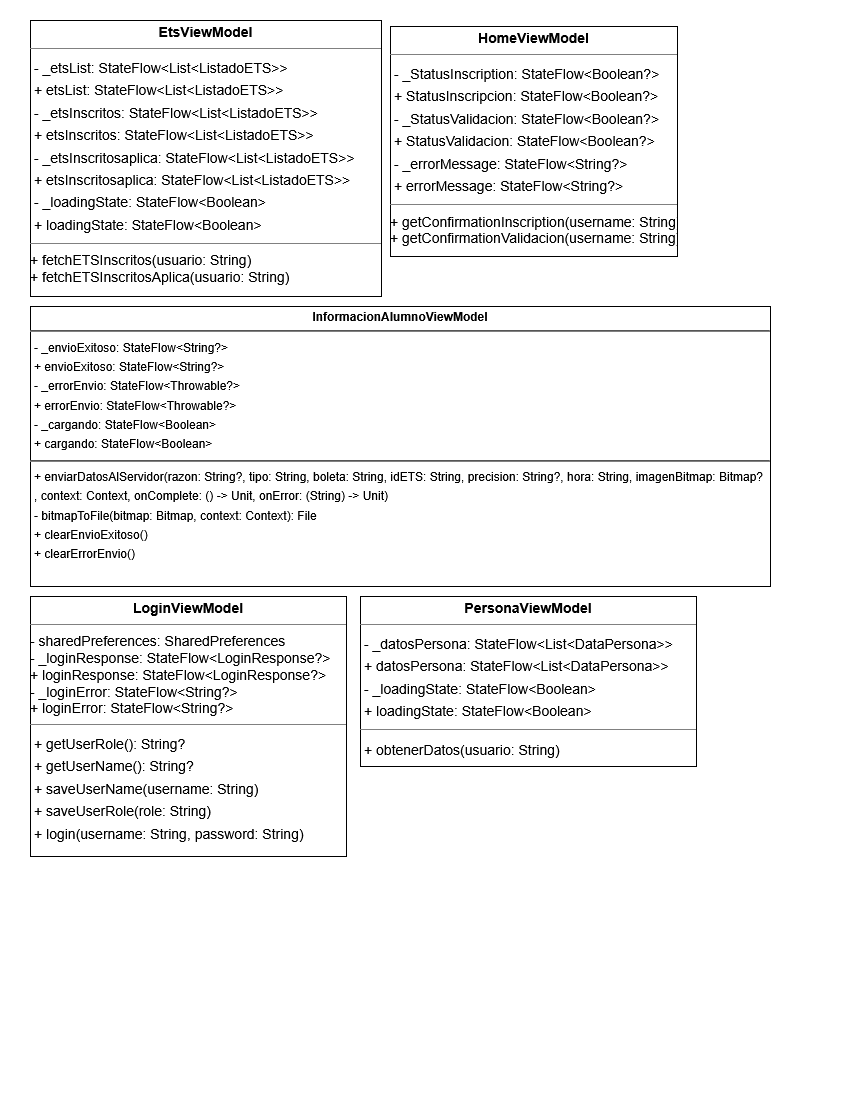 EtsViewModel
- _etsList: StateFlow<List<ListadoETS>>
+ etsList: StateFlow<List<ListadoETS>>
- _etsInscritos: StateFlow<List<ListadoETS>>
+ etsInscritos: StateFlow<List<ListadoETS>>
- _etsInscritosaplica: StateFlow<List<ListadoETS>>
+ etsInscritosaplica: StateFlow<List<ListadoETS>>
- _loadingState: StateFlow<Boolean>
+ loadingState: StateFlow<Boolean>
+ fetchETSInscritos(usuario: String)
+ fetchETSInscritosAplica(usuario: String)
HomeViewModel
- _StatusInscription: StateFlow<Boolean?>
+ StatusInscripcion: StateFlow<Boolean?>
- _StatusValidacion: StateFlow<Boolean?>
+ StatusValidacion: StateFlow<Boolean?>
- _errorMessage: StateFlow<String?>
+ errorMessage: StateFlow<String?>
+ getConfirmationInscription(username: String
+ getConfirmationValidacion(username: String
InformacionAlumnoViewModel
- _envioExitoso: StateFlow<String?>
+ envioExitoso: StateFlow<String?>
- _errorEnvio: StateFlow<Throwable?>
+ errorEnvio: StateFlow<Throwable?>
- _cargando: StateFlow<Boolean>
+ cargando: StateFlow<Boolean>
+ enviarDatosAlServidor(razon: String?, tipo: String, boleta: String, idETS: String, precision: String?, hora: String, imagenBitmap: Bitmap?
, context: Context, onComplete: () -> Unit, onError: (String) -> Unit)
- bitmapToFile(bitmap: Bitmap, context: Context): File
+ clearEnvioExitoso()
+ clearErrorEnvio()
LoginViewModel
- sharedPreferences: SharedPreferences
- _loginResponse: StateFlow<LoginResponse?>
+ loginResponse: StateFlow<LoginResponse?>
- _loginError: StateFlow<String?>
+ loginError: StateFlow<String?>
+ getUserRole(): String?
+ getUserName(): String?
+ saveUserName(username: String)
+ saveUserRole(role: String)
+ login(username: String, password: String)
PersonaViewModel
- _datosPersona: StateFlow<List<DataPersona>>
+ datosPersona: StateFlow<List<DataPersona>>
- _loadingState: StateFlow<Boolean>
+ loadingState: StateFlow<Boolean>
+ obtenerDatos(usuario: String)